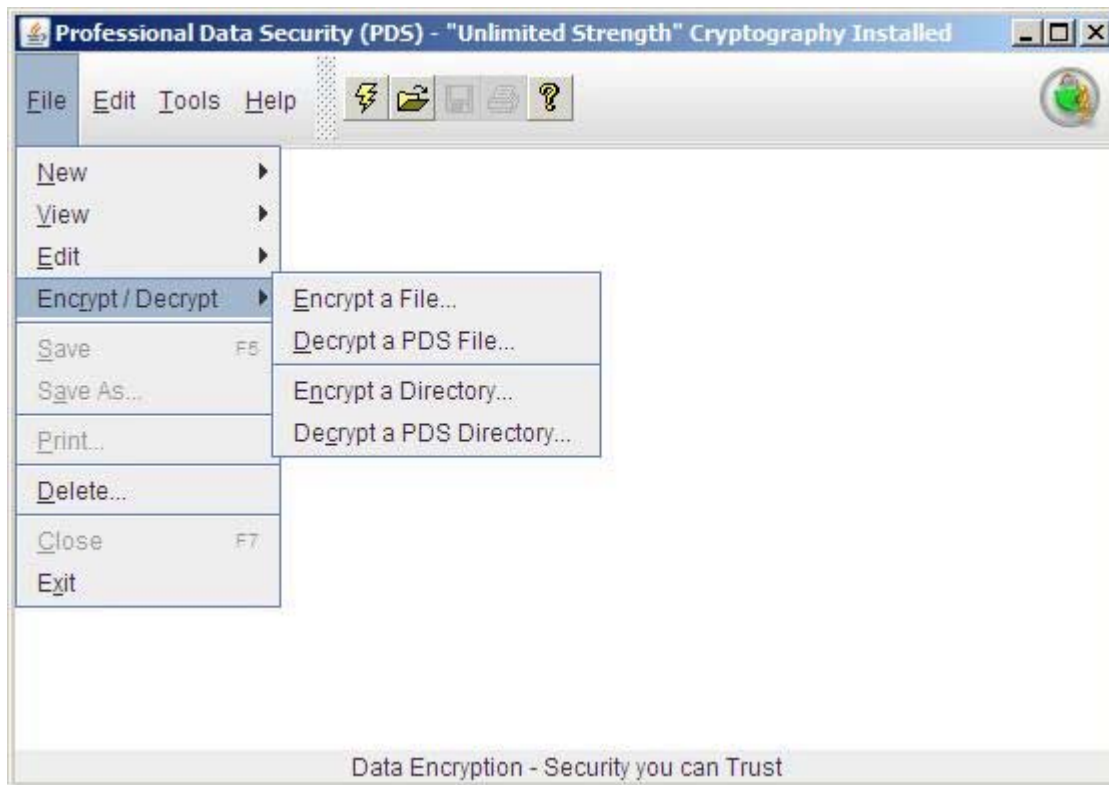 Professional Data Security (PDS) - "Unlimited Strength" Cryptography Installed
File Edit Tools Help
New
View
Edit
Encrypt / Decrypt
Encrypt a File...
Decrypt a PDS File...
Encrypt a Directory...
Decrypt a PDS Directory...
Save
Save As...
Print...
Delete...
Close F7
Exit
Data Encryption - Security you can Trust